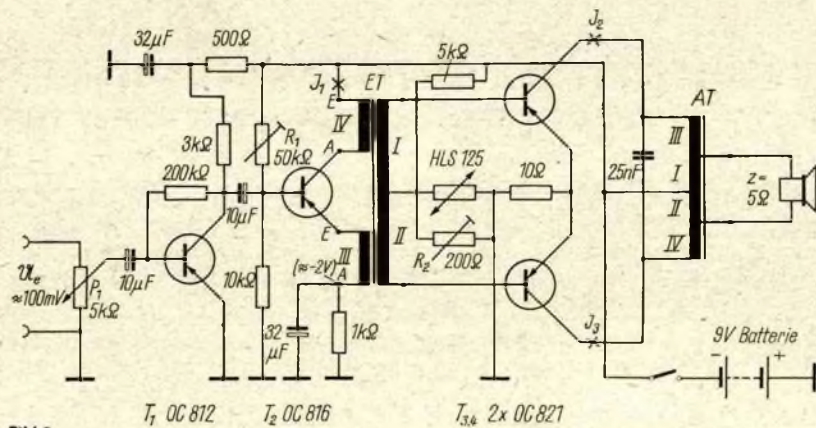 32µF
500Ω
J₁
ET
5kΩ
J₂
AT
E
IV
A
3kΩ
R₁
50kΩ
I
HLS 125
10Ω
25nF
III
I
II
IV
z=
5Ω
200kΩ
10µF
E
III
A
II
R₂
200Ω
𝔘e
≈100mV
P₁
5kΩ
10µF
10kΩ
(≈-2V)
32
µF
1kΩ
J₃
9V Batterie
-
+
T₁ OC 812
T₂ OC 816
T₃,₄ 2x OC 821